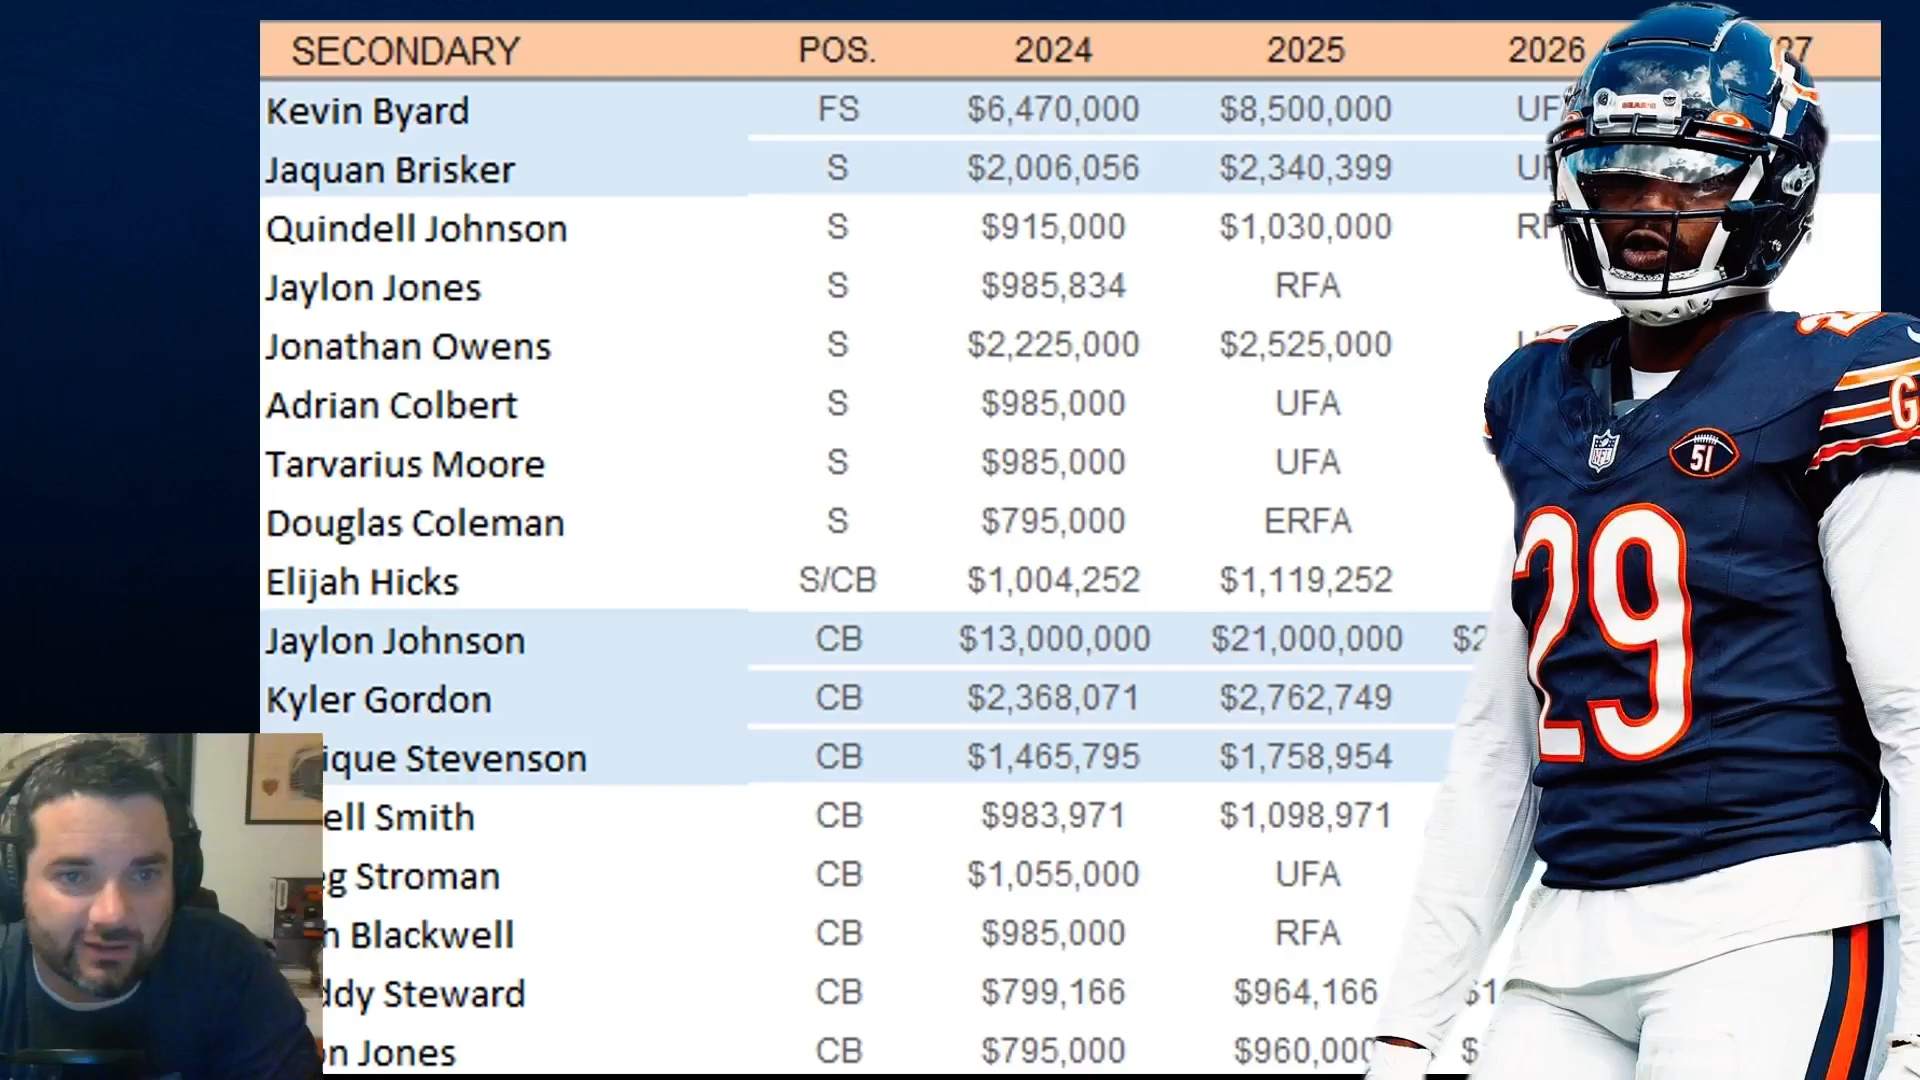 SECONDARY POS. 2024 2025 2026
Kevin Byard FS $6,470,000 $8,500,000
Jaquan Brisker S $2,006,056 $2,340,399
Quindell Johnson S $915,000 $1,030,000
Jaylon Jones S $985,834 RFA
Jonathan Owens S $2,225,000 $2,525,000
Adrian Colbert S $985,000 UFA
Tarvarius Moore S $985,000 UFA
Douglas Coleman S $795,000 ERFA
Elijah Hicks S/CB $1,004,252 $1,119,252
Jaylon Johnson CB $13,000,000 $21,000,000
Kyler Gordon CB $2,368,071 $2,762,749
Stevenson CB $1,465,795 $1,758,954
Smith CB $983,971 $1,098,971
Stroman CB $1,055,000 UFA
Blackwell CB $985,000 RFA
Steward CB $799,166 $964,166
Jones CB $795,000 $960,000
BEARS
29
NFL
51
29